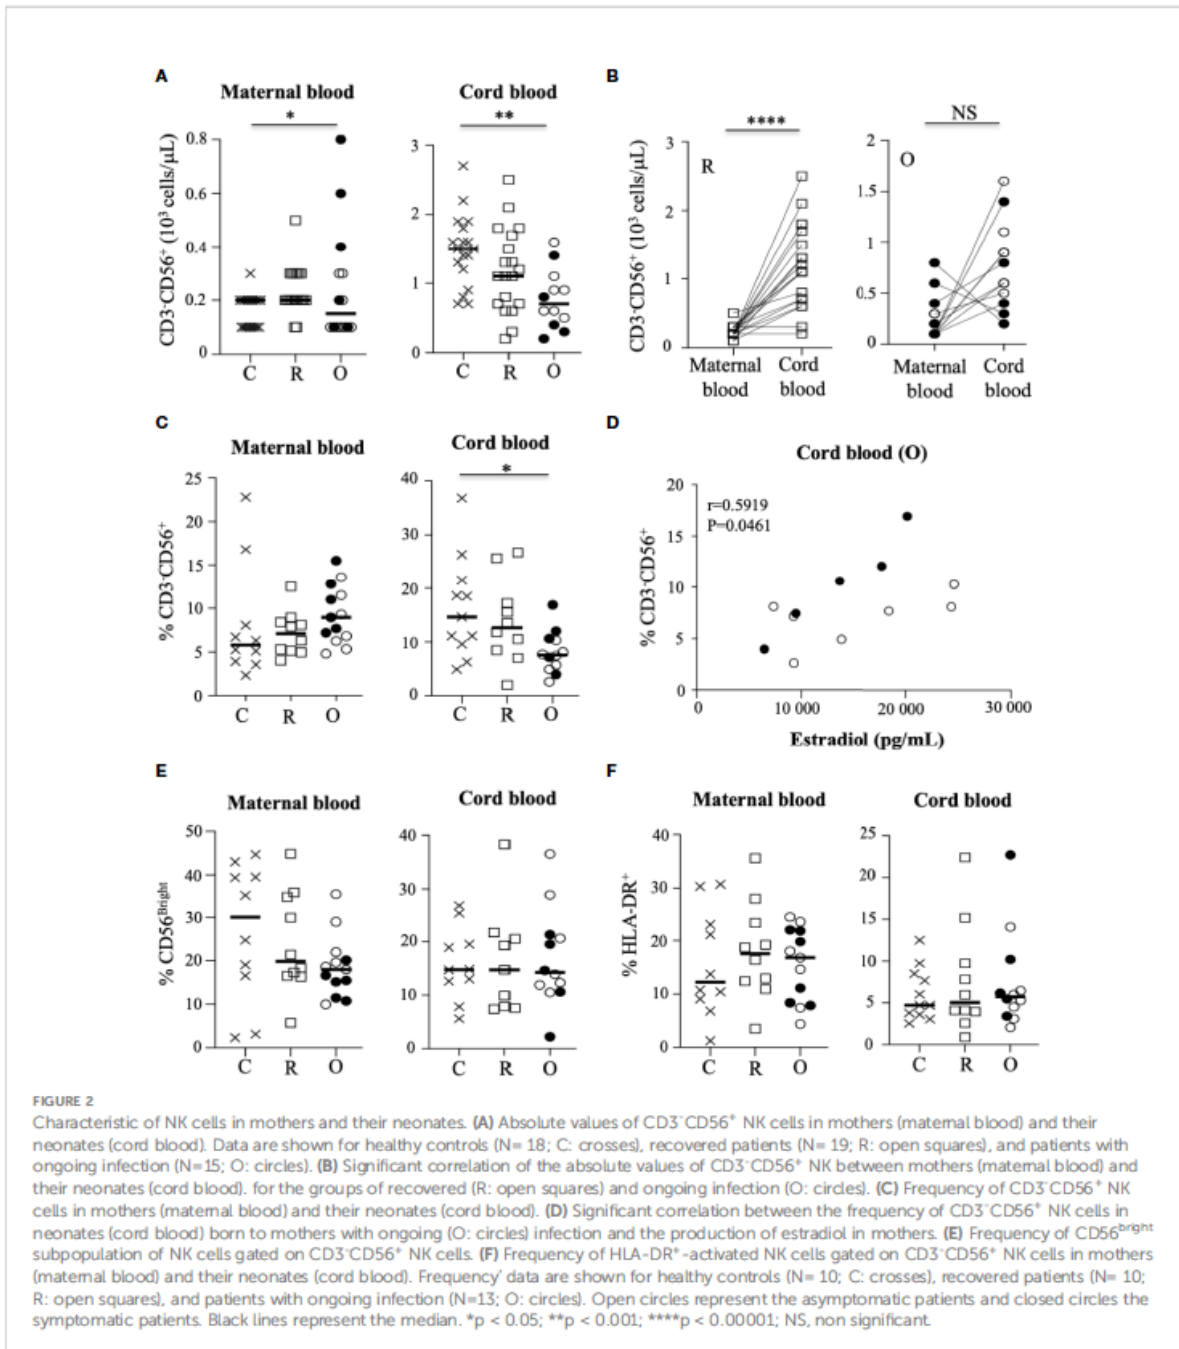 A
Maternal blood
*
CD3⁻CD56⁺ (10³ cells/µL)
0.8
0.6
0.4
0.2
0
C R O
Cord blood
**
3
2
1
0
C R O
B
****
R
CD3⁻CD56⁺ (10³ cells/µL)
3
2
1
0
Maternal blood
Cord blood
NS
O
2
1.5
1
0.5
0
Maternal blood
Cord blood
C
Maternal blood
% CD3⁻CD56⁺
25
20
15
10
5
0
C R O
Cord blood
*
40
30
20
10
0
C R O
D
Cord blood (O)
r=0.5919
P=0.0461
% CD3⁻CD56⁺
20
15
10
5
0
0 10 000 20 000 30 000
Estradiol (pg/mL)
E
Maternal blood
% CD56ᴮʳⁱᵍʰᵗ
50
40
30
20
10
0
C R O
Cord blood
40
30
20
10
0
C R O
F
Maternal blood
% HLA-DR⁺
40
30
20
10
0
C R O
Cord blood
25
20
15
10
5
0
C R O
FIGURE 2
Characteristic of NK cells in mothers and their neonates. (A) Absolute values of CD3⁻CD56⁺ NK cells in mothers (maternal blood) and their
neonates (cord blood). Data are shown for healthy controls (N= 18; C: crosses), recovered patients (N= 19; R: open squares), and patients with
ongoing infection (N=15; O: circles). (B) Significant correlation of the absolute values of CD3⁻CD56⁺ NK between mothers (maternal blood) and
their neonates (cord blood). for the groups of recovered (R: open squares) and ongoing infection (O: circles). (C) Frequency of CD3⁻CD56⁺ NK
cells in mothers (maternal blood) and their neonates (cord blood). (D) Significant correlation between the frequency of CD3⁻CD56⁺ NK cells in
neonates (cord blood) born to mothers with ongoing (O: circles) infection and the production of estradiol in mothers. (E) Frequency of CD56ᵇʳⁱᵍʰᵗ
subpopulation of NK cells gated on CD3⁻CD56⁺ NK cells. (F) Frequency of HLA-DR⁺-activated NK cells gated on CD3⁻CD56⁺ NK cells in mothers
(maternal blood) and their neonates (cord blood). Frequency' data are shown for healthy controls (N= 10; C: crosses), recovered patients (N= 10;
R: open squares), and patients with ongoing infection (N=13; O: circles). Open circles represent the asymptomatic patients and closed circles the
symptomatic patients. Black lines represent the median. *p < 0.05; **p < 0.001; ****p < 0.00001; NS, non significant.